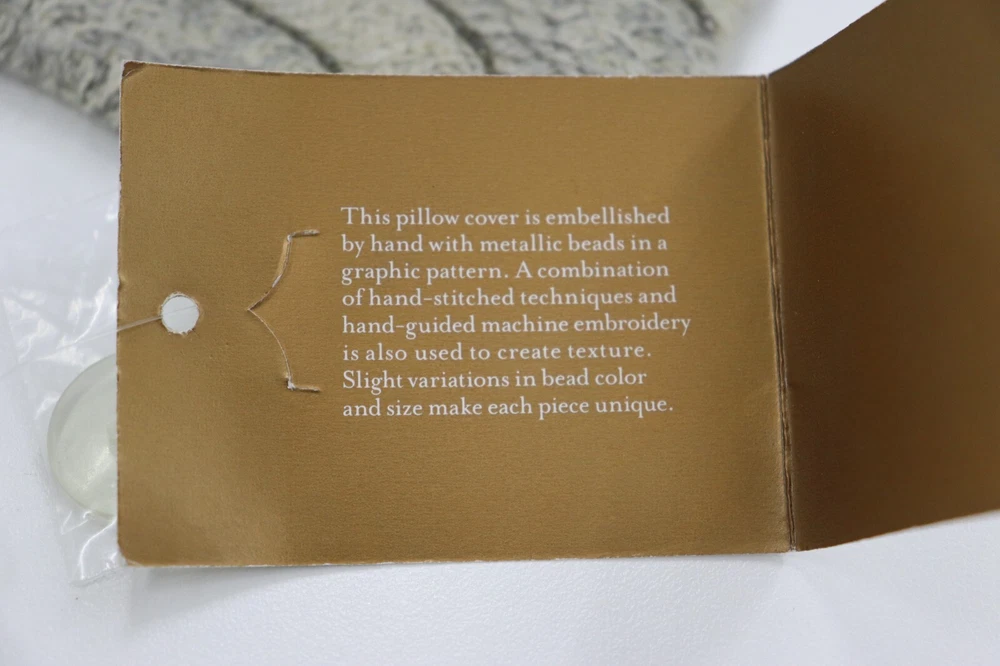 This pillow cover is embellished
by hand with metallic beads in a
graphic pattern. A combination
of hand-stitched techniques and
hand-guided machine embroidery
is also used to create texture.
Slight variations in bead color
and size make each piece unique.